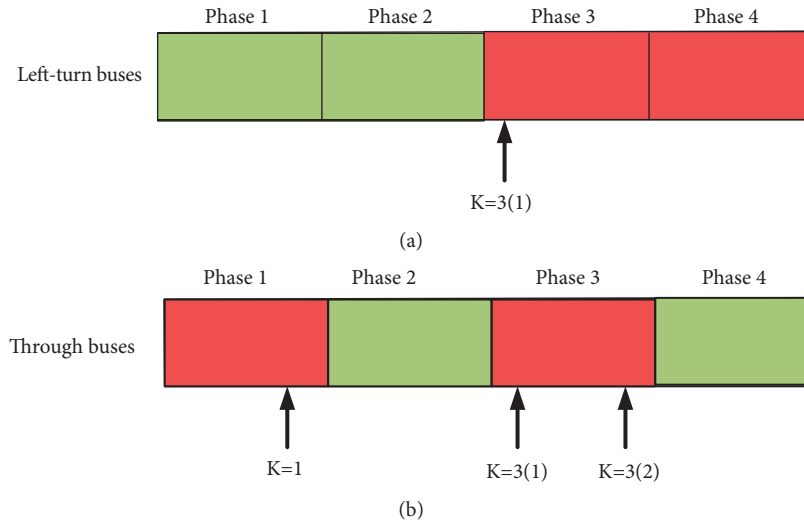 Phase 1 Phase 2 Phase 3 Phase 4
Left-turn buses
K=3(1)
(a)
Phase 1 Phase 2 Phase 3 Phase 4
Through buses
K=1 K=3(1) K=3(2)
(b)